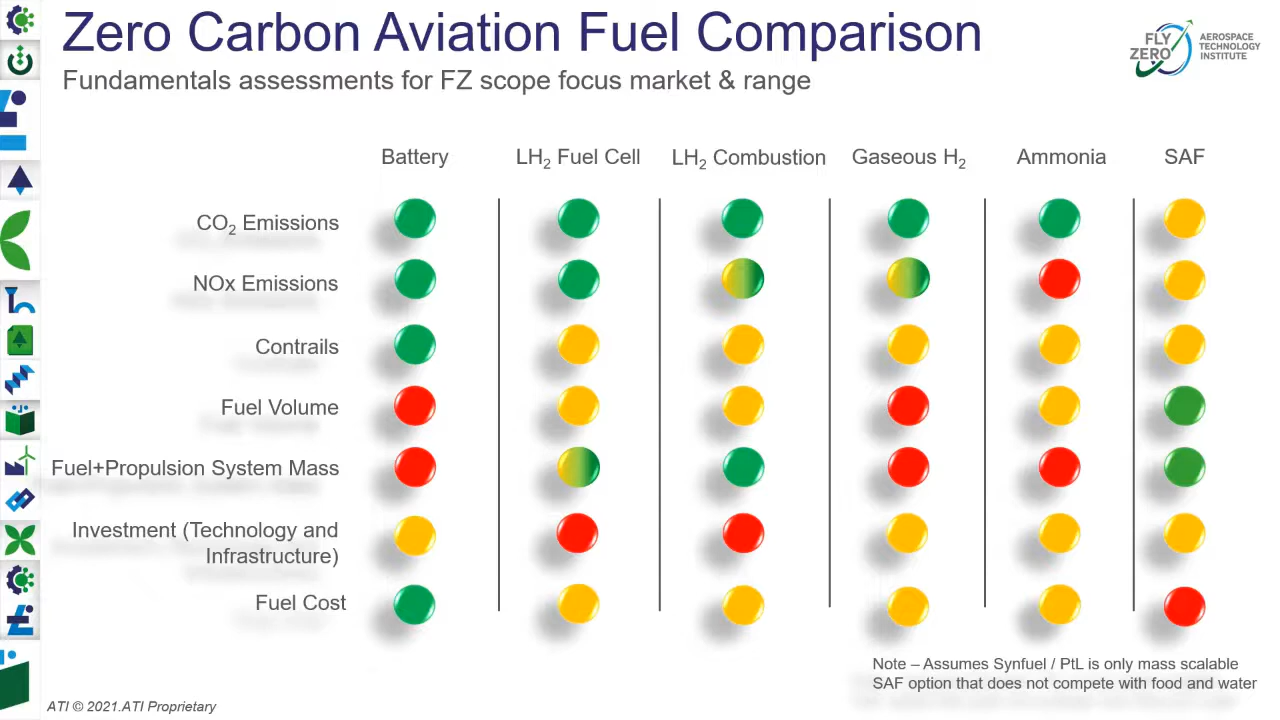 Zero Carbon Aviation Fuel Comparison
Fundamentals assessments for FZ scope focus market & range
FLY
ZERO
AEROSPACE
TECHNOLOGY
INSTITUTE
Battery
LH₂ Fuel Cell
LH₂ Combustion
Gaseous H₂
Ammonia
SAF
CO₂ Emissions
NOx Emissions
Contrails
Fuel Volume
Fuel+Propulsion System Mass
Investment (Technology and
Infrastructure)
Fuel Cost
Note – Assumes Synfuel / PtL is only mass scalable
SAF option that does not compete with food and water
ATI © 2021.ATI Proprietary